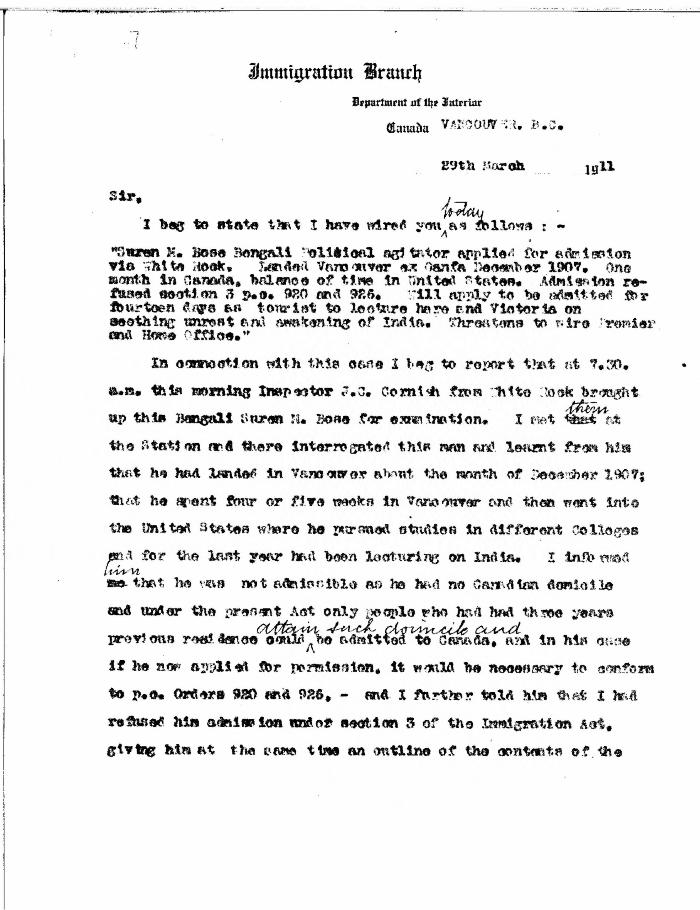 7
Immigration Branch
Department of the Interior
Canada VANCOUVER, B.C.
29th March 1911
Sir,
today
I beg to state that I have wired you as follows : -
"Suren M. Bose Bengali Political agitator applied for admission
via White Rock. Landed Vancouver ex Ganfa December 1907. One
month in Canada, balance of time in United States. Admission re-
fused section 3 p.c. 920 and 926. Will apply to be admitted for
fourteen days as tourist to lecture here and Victoria on
seething unrest and awakening of India. Threatens to wire Premier
and Home Office."
In connection with this case I beg to report that at 7.30.
a.m. this morning Inspector J.C. Cornish from White Rock brought
them
up this Bengali Suren M. Bose for examination. I met that at
the Station and there interrogated this man and learnt from him
that he had landed in Vancouver about the month of December 1907;
that he spent four or five weeks in Vancouver and then went into
the United States where he pursued studies in different Colleges
and for the last year had been lecturing on India. I informed
him
me that he was not admissible as he had no Canadian domicile
and under the present Act only people who had had three years
attain such domicile and
previous residence could be admitted to Canada, and in his case
if he now applied for permission, it would be necessary to conform
to p.c. Orders 920 and 926, - and I further told him that I had
refused him admission under section 3 of the Immigration Act,
giving him at the same time an outline of the contents of the